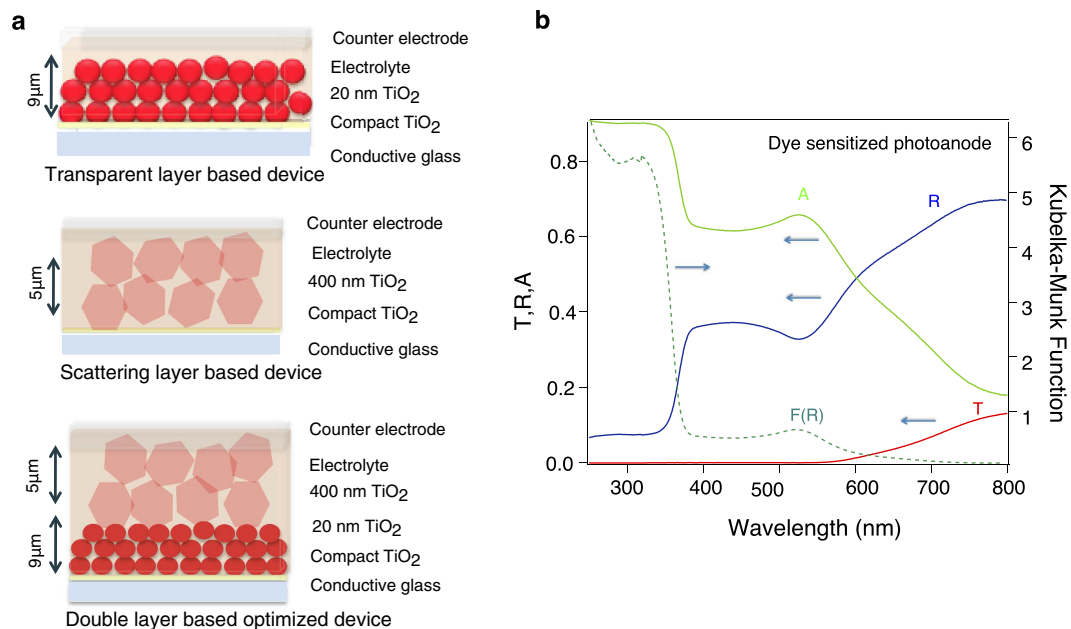 a
Counter electrode
Electrolyte
20 nm TiO2
Compact TiO2
Conductive glass
9μm
Transparent layer based device
Counter electrode
Electrolyte
400 nm TiO2
Compact TiO2
Conductive glass
5μm
Scattering layer based device
Counter electrode
Electrolyte
400 nm TiO2
20 nm TiO2
Compact TiO2
Conductive glass
5μm
9μm
Double layer based optimized device
b
Dye sensitized photoanode
A
R
F(R)
T
T,R,A
0.8
0.6
0.4
0.2
0.0
6
5
4
3
2
1
Kubelka-Munk Function
300 400 500 600 700 800
Wavelength (nm)